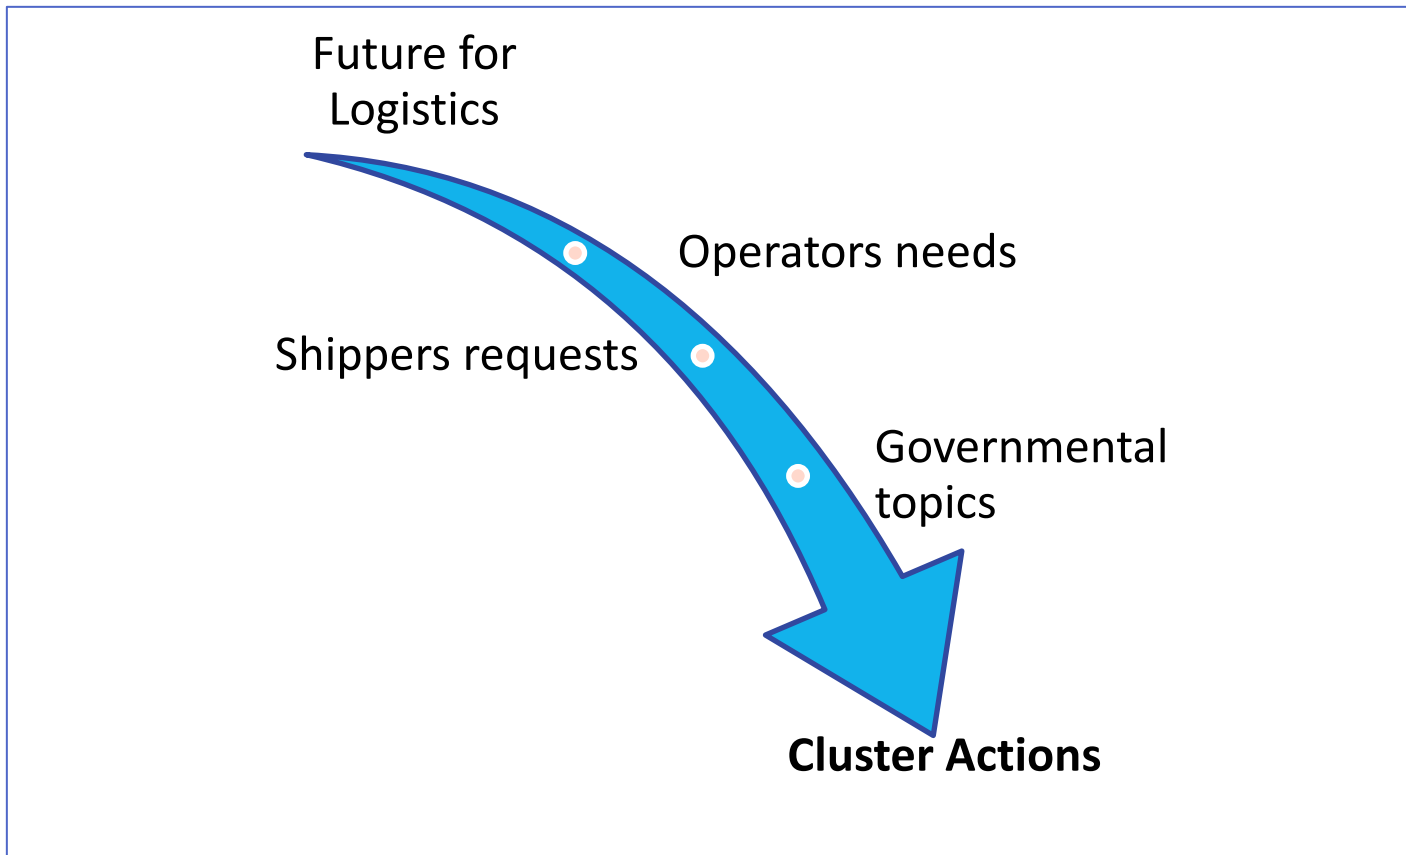 Future for
Logistics
Operators needs
Shippers requests
Governmental
topics
Cluster Actions